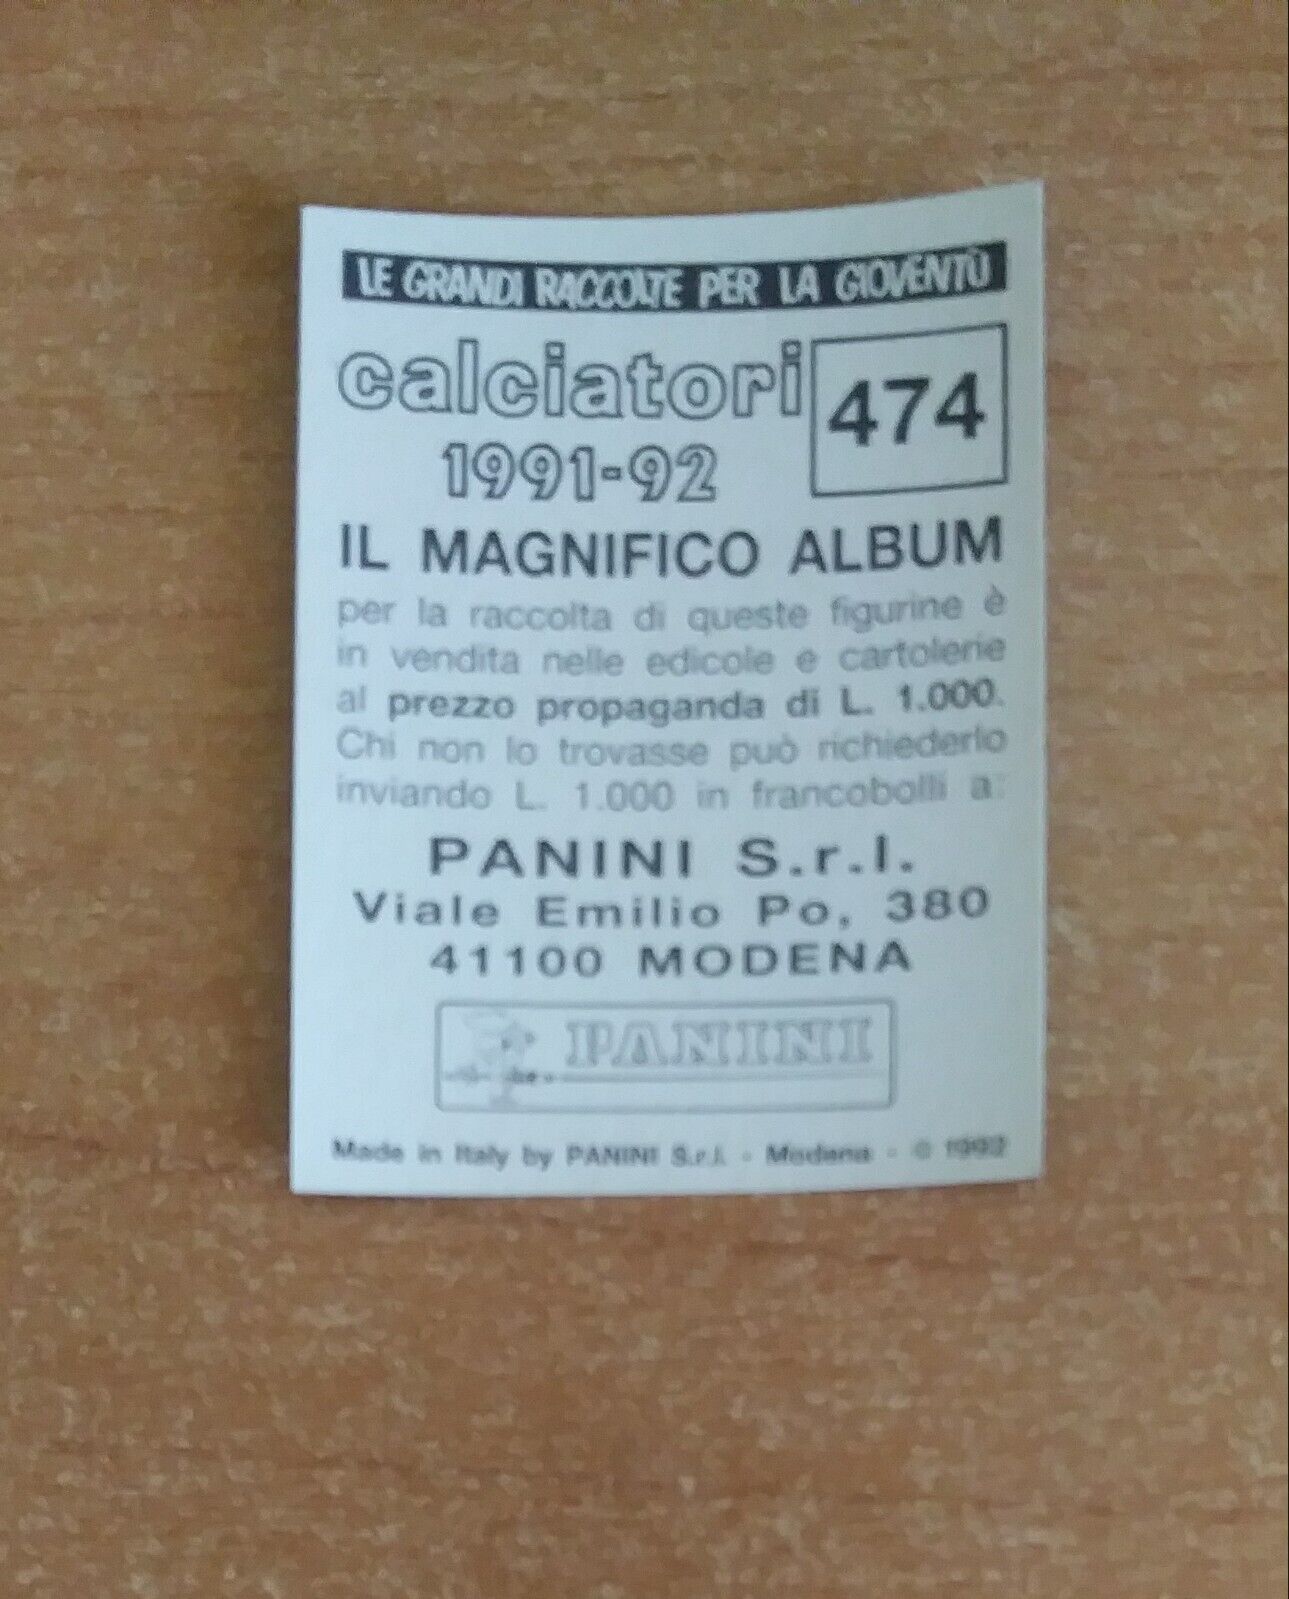 LE GRANDI RACCOLTE PER LA GIOVENTÙ
calciatori
1991-92
474
IL MAGNIFICO ALBUM
per la raccolta di queste figurine è
in vendita nelle edicole e cartolerie
al prezzo propaganda di L. 1.000.
Chi non lo trovasse può richiederlo
inviando L. 1.000 in francobolli a:
PANINI S.r.l.
Viale Emilio Po, 380
41100 MODENA
PANINI
Made in Italy by PANINI S.r.l. - Modena - © 1992